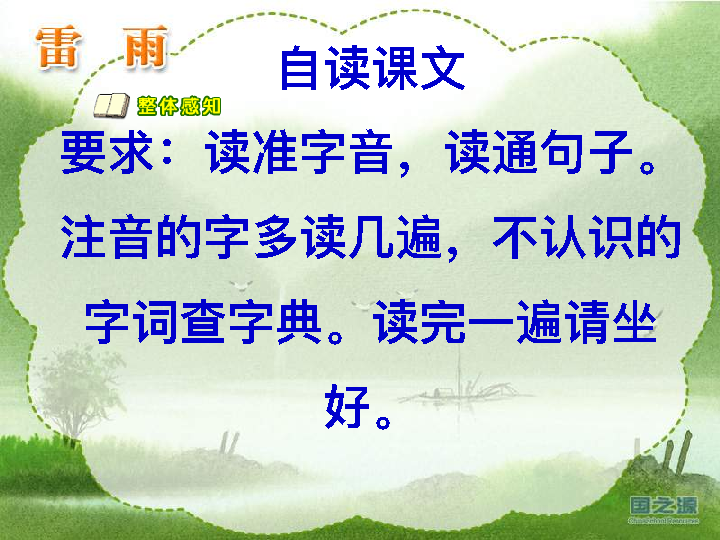 雷 雨
自读课文
整体感知
要求：读准字音，读通句子。
注音的字多读几遍，不认识的
字词查字典。读完一遍请坐
好。
国之源